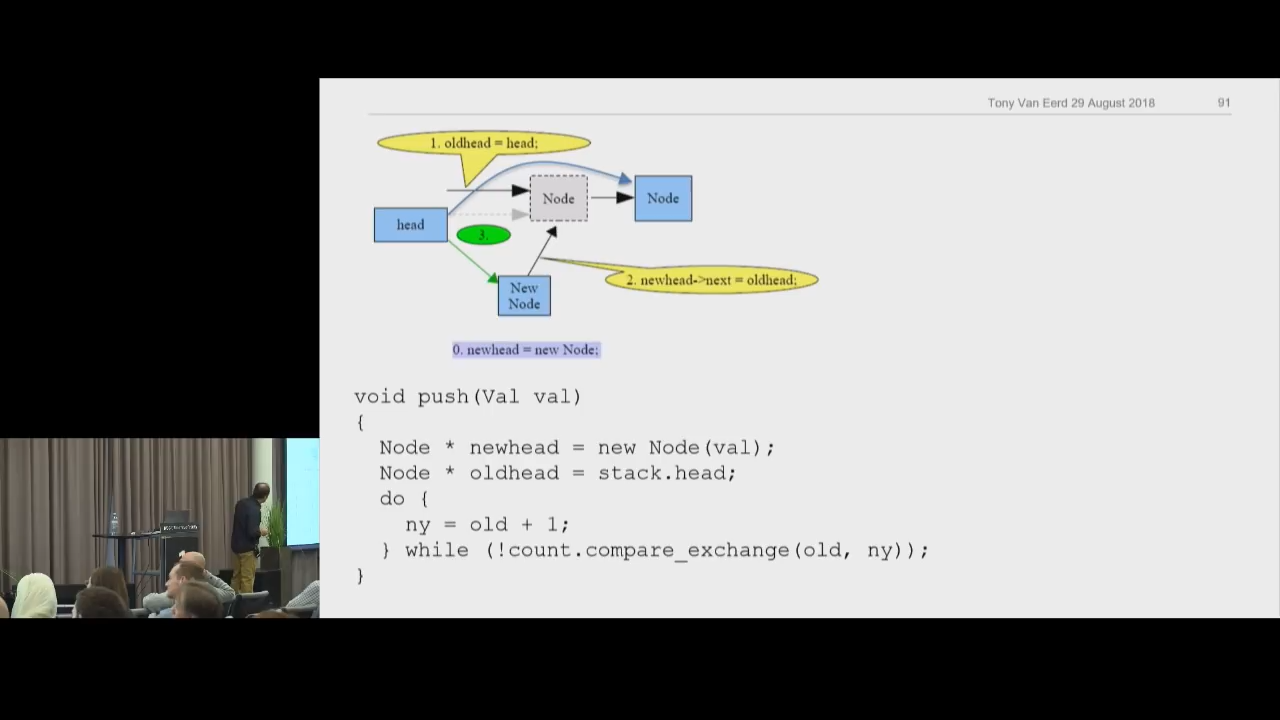 Tony Van Eerd 29 August 2018 91
1. oldhead = head;
Node
Node
head
3.
2. newhead->next = oldhead;
New
Node
0. newhead = new Node;
void push(Val val)
{
Node * newhead = new Node(val);
Node * oldhead = stack.head;
do {
ny = old + 1;
} while (!count.compare_exchange(old, ny));
}